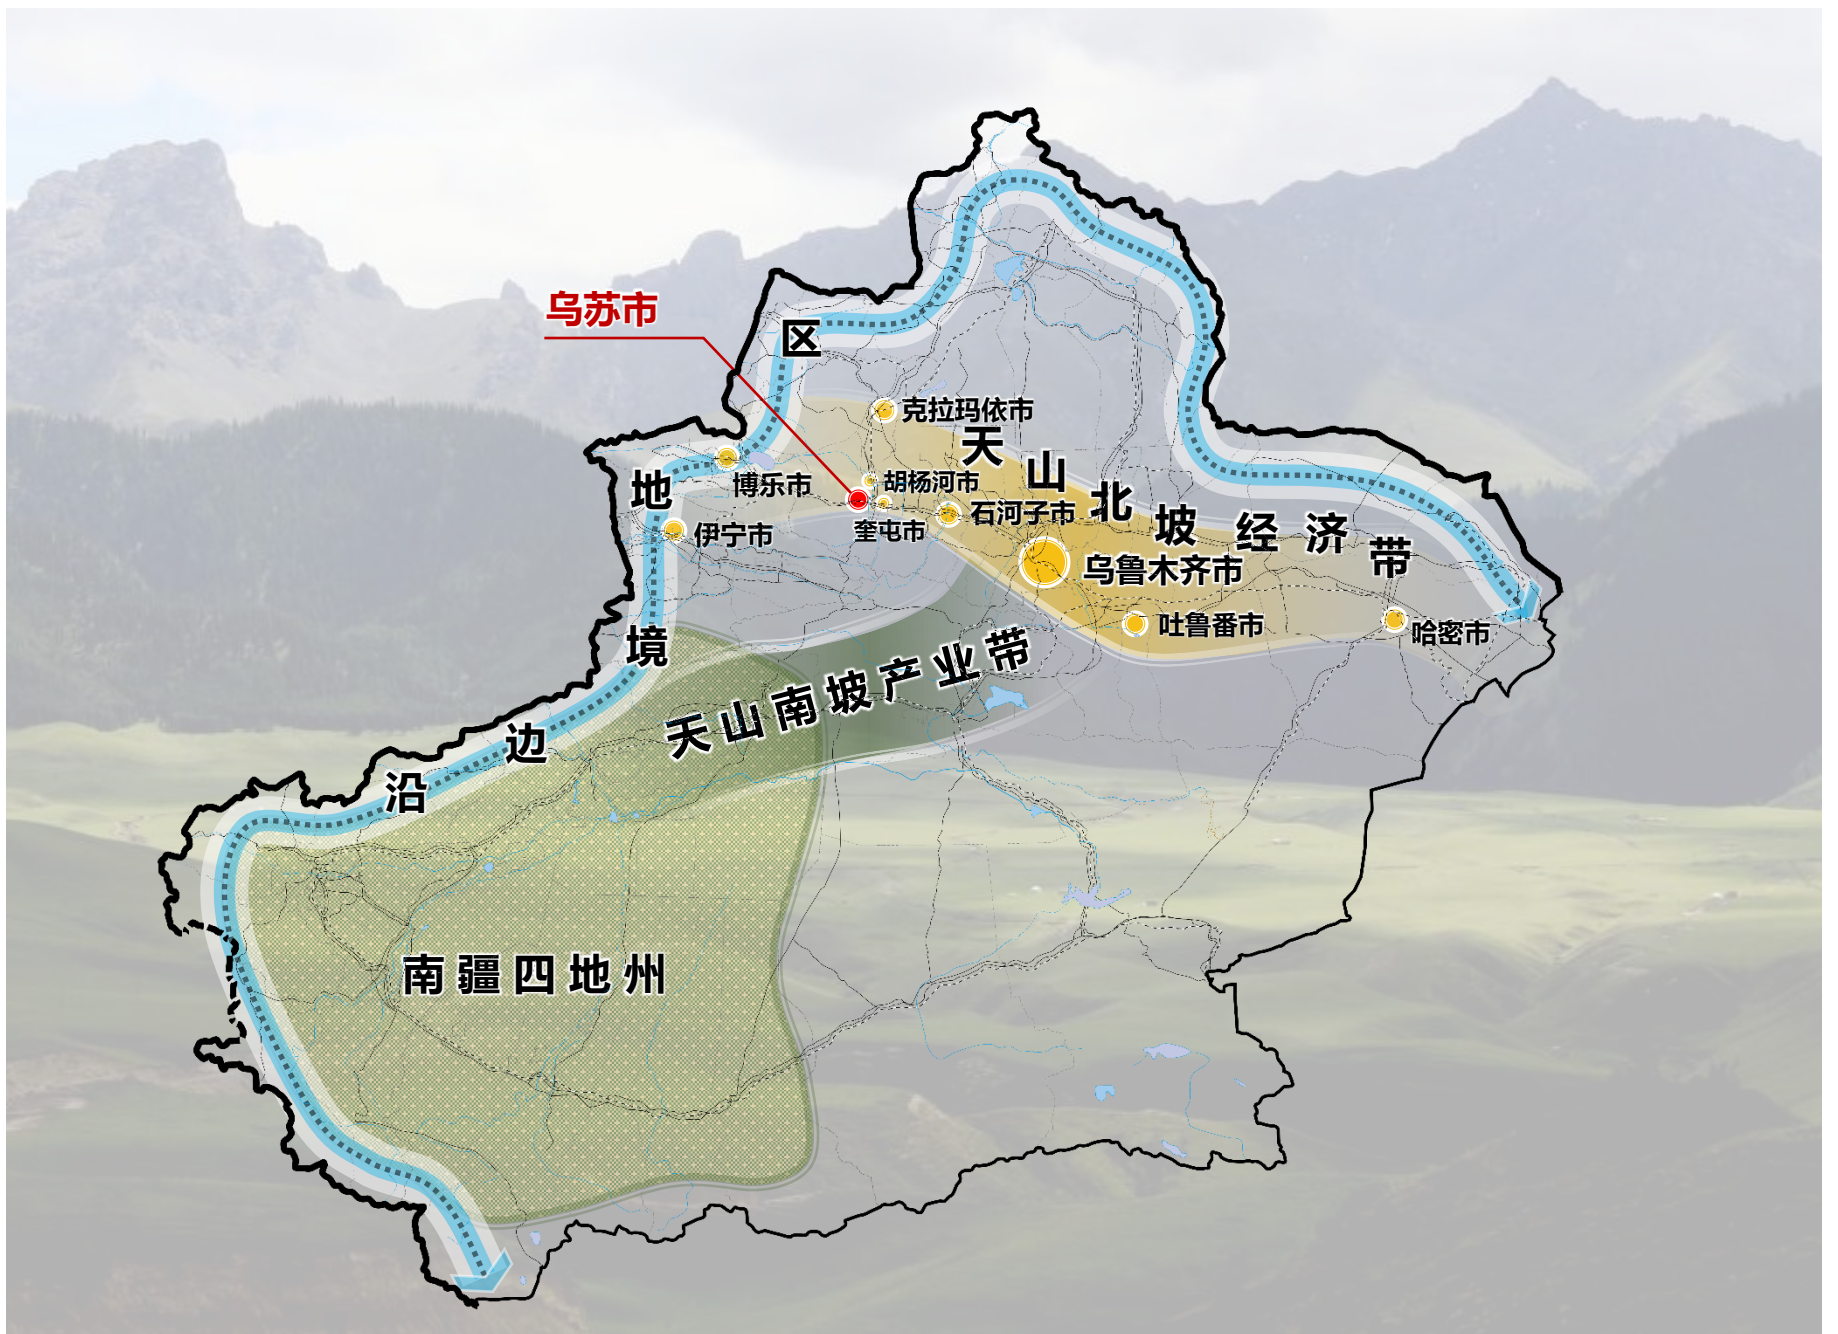 乌苏市
克拉玛依市
博乐市
胡杨河市
石河子市
奎屯市
伊宁市
乌鲁木齐市
吐鲁番市
哈密市
天山北坡经济带
天山南坡产业带
沿边境地区
南疆四地州